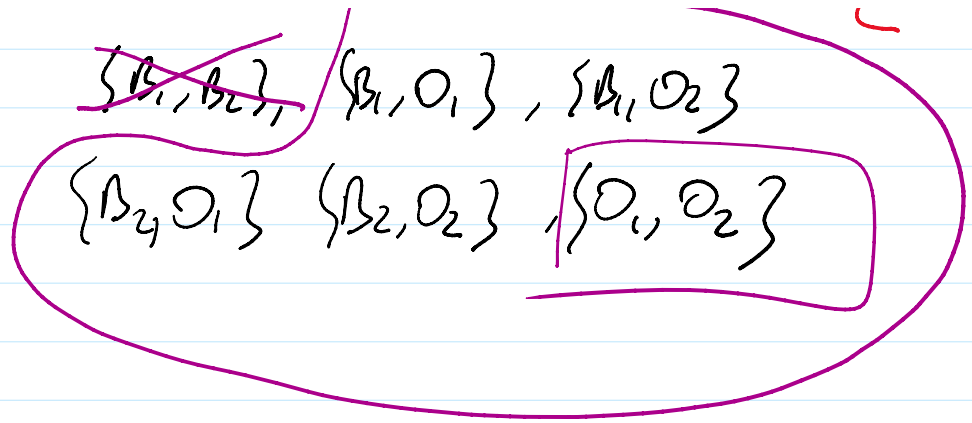 {B₁, B₂}, {B₁, O₁}, {B₁, O₂}
{B₂, O₁} {B₂, O₂}, {O₁, O₂}